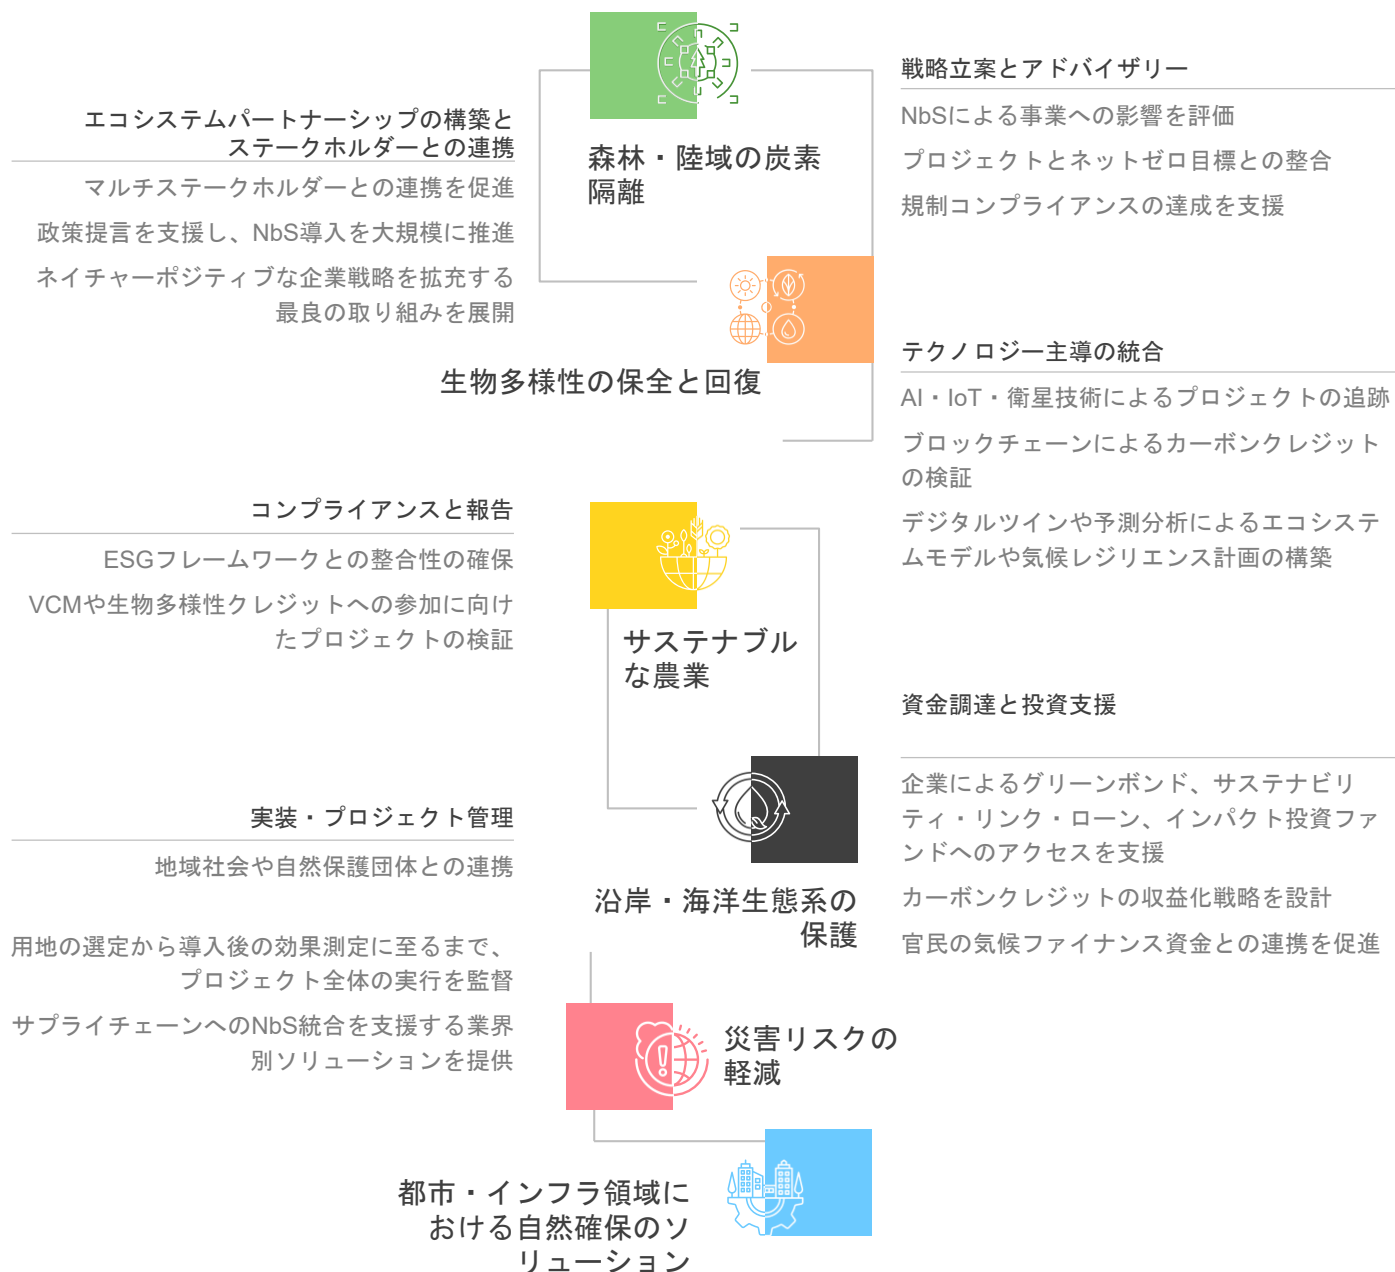 エコシステムパートナーシップの構築と
ステークホルダーとの連携
マルチステークホルダーとの連携を促進
政策提言を支援し、NbS導入を大規模に推進
ネイチャーポジティブな企業戦略を拡充する
最良の取り組みを展開
森林・陸域の炭素
隔離
戦略立案とアドバイザリー
NbSによる事業への影響を評価
プロジェクトとネットゼロ目標との整合
規制コンプライアンスの達成を支援
生物多様性の保全と回復
テクノロジー主導の統合
AI・IoT・衛星技術によるプロジェクトの追跡
ブロックチェーンによるカーボンクレジット
の検証
デジタルツインや予測分析によるエコシステ
ムモデルや気候レジリエンス計画の構築
コンプライアンスと報告
ESGフレームワークとの整合性の確保
VCMや生物多様性クレジットへの参加に向け
たプロジェクトの検証
サステナブル
な農業
資金調達と投資支援
企業によるグリーンボンド、サステナビリ
ティ・リンク・ローン、インパクト投資ファ
ンドへのアクセスを支援
カーボンクレジットの収益化戦略を設計
官民の気候ファイナンス資金との連携を促進
実装・プロジェクト管理
地域社会や自然保護団体との連携
用地の選定から導入後の効果測定に至るまで、
プロジェクト全体の実行を監督
サプライチェーンへのNbS統合を支援する業界
別ソリューションを提供
沿岸・海洋生態系の
保護
災害リスクの
軽減
都市・インフラ領域に
おける自然確保のソ
リューション